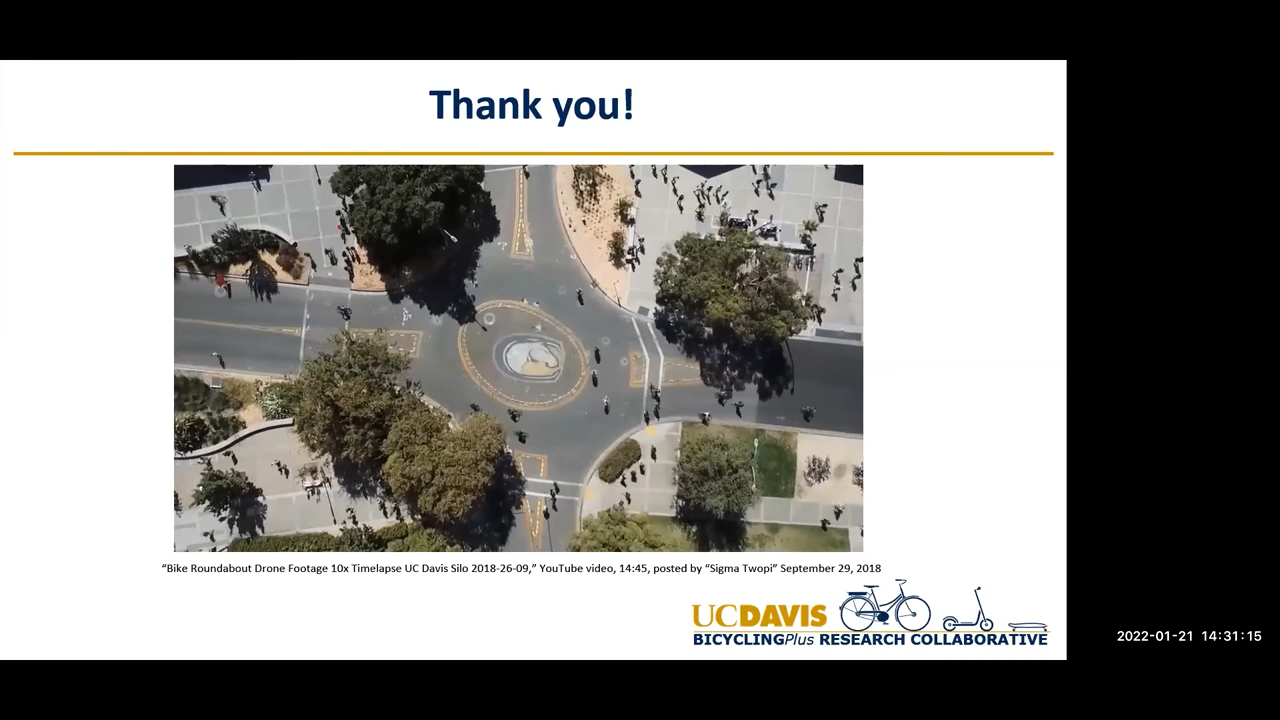 Thank you!
“Bike Roundabout Drone Footage 10x Timelapse UC Davis Silo 2018-26-09,” YouTube video, 14:45, posted by “Sigma Twopi” September 29, 2018
UCDAVIS
BICYCLINGPlus RESEARCH COLLABORATIVE
2022-01-21 14:31:15